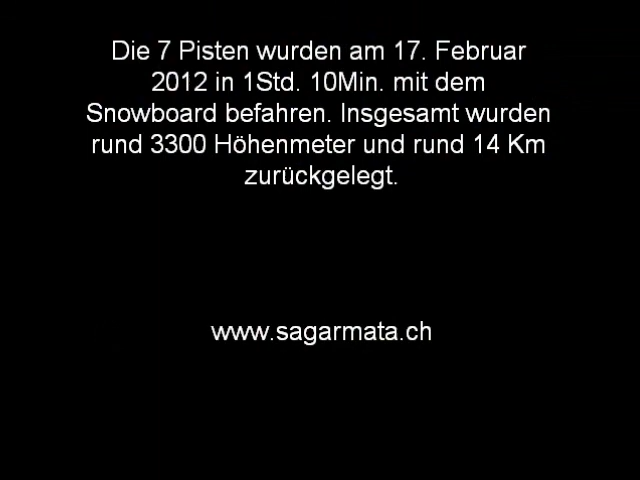 Die 7 Pisten wurden am 17. Februar
2012 in 1Std. 10Min. mit dem
Snowboard befahren. Insgesamt wurden
rund 3300 Höhenmeter und rund 14 Km
zurückgelegt.
www.sagarmata.ch